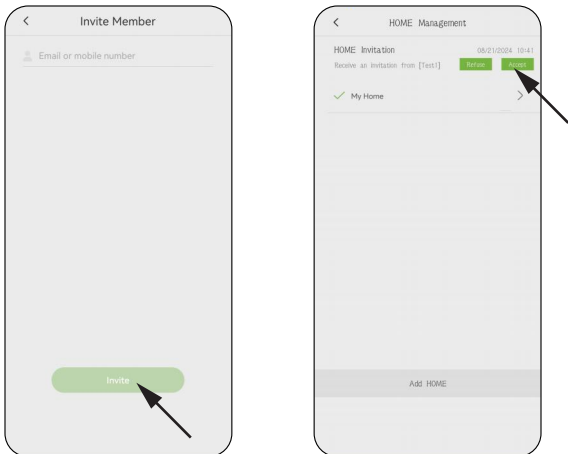 Invite Member
Email or mobile number
Invite
HOME Management
HOME Invitation 08/21/2024 10:41
Receive an invitation from [Test1] Refuse Accept
My Home
Add HOME